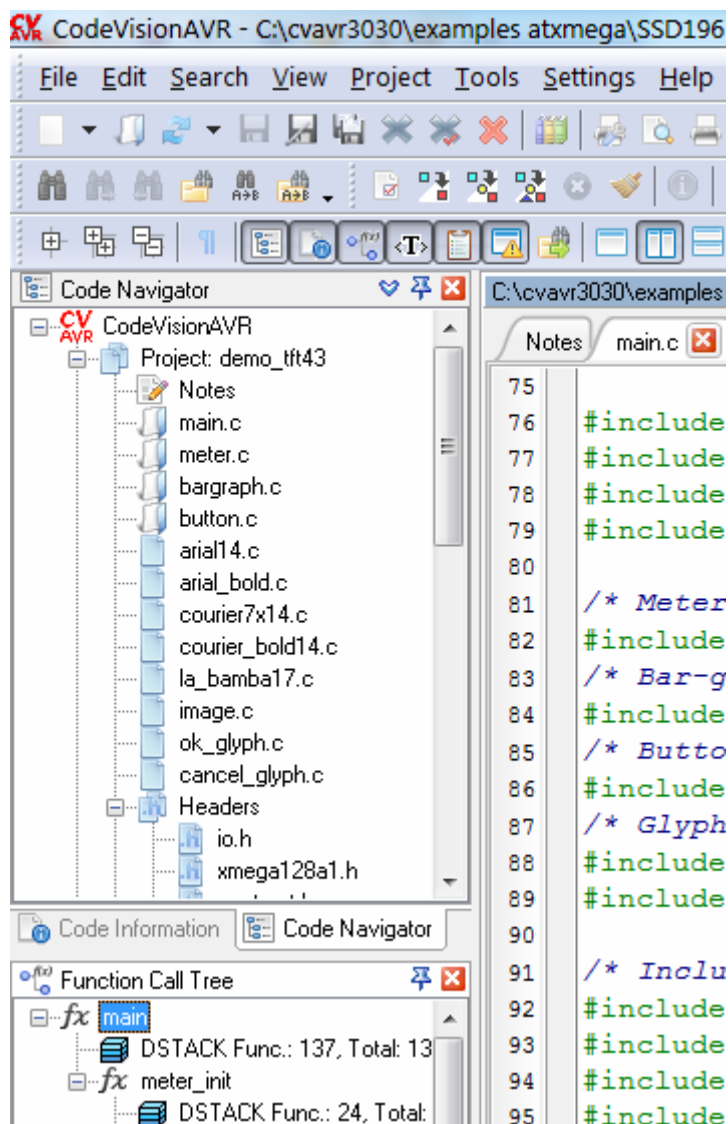 CodeVisionAVR - C:\cvavr3030\examples atxmega\SSD196
File Edit Search View Project Tools Settings Help
Code Navigator
C:\cvavr3030\examples
CodeVisionAVR
Project: demo_tft43
Notes
main.c
meter.c
bargraph.c
button.c
arial14.c
arial_bold.c
courier7x14.c
courier_bold14.c
la_bamba17.c
image.c
ok_glyph.c
cancel_glyph.c
Headers
io.h
xmega128a1.h
Code Information Code Navigator
Function Call Tree
fx main
DSTACK Func.: 137, Total: 13
fx meter_init
DSTACK Func.: 24, Total:
Notes main.c
75
76 #include
77 #include
78 #include
79 #include
80
81 /* Meter
82 #include
83 /* Bar-g
84 #include
85 /* Butto
86 #include
87 /* Glyph
88 #include
89 #include
90
91 /* Inclu
92 #include
93 #include
94 #include
95 #include